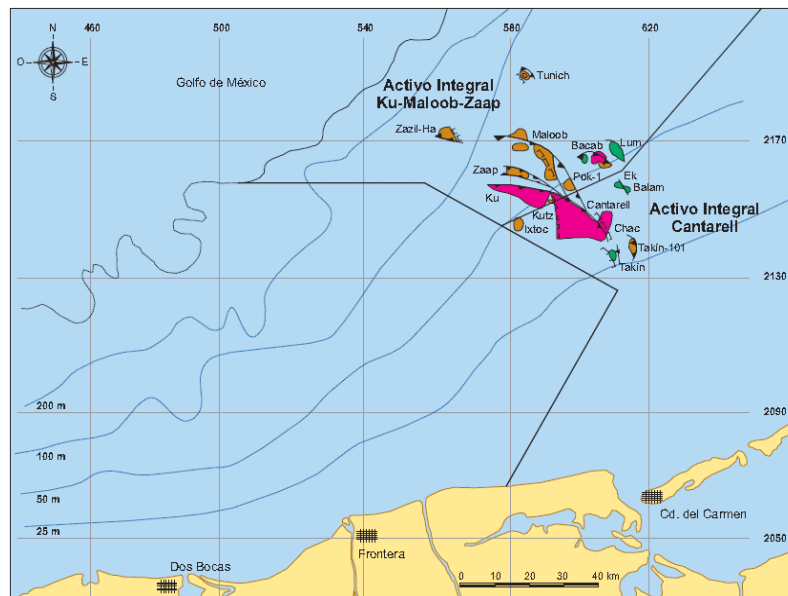 460
500
540
580
620
N
O
E
S
Golfo de México
Activo Integral
Ku-Maloob-Zaap
Tunich
Zazil-Ha
Maloob
Bacab
Lum
2170
Zaap
Pok-1
Ek
Balam
Ku
Kutz
Cantarell
Activo Integral
Cantarell
Ixtoc
Chac
Takín-101
Takín
2130
200 m
2090
100 m
50 m
25 m
Cd. del Carmen
2050
Frontera
Dos Bocas
0 10 20 30 40 km